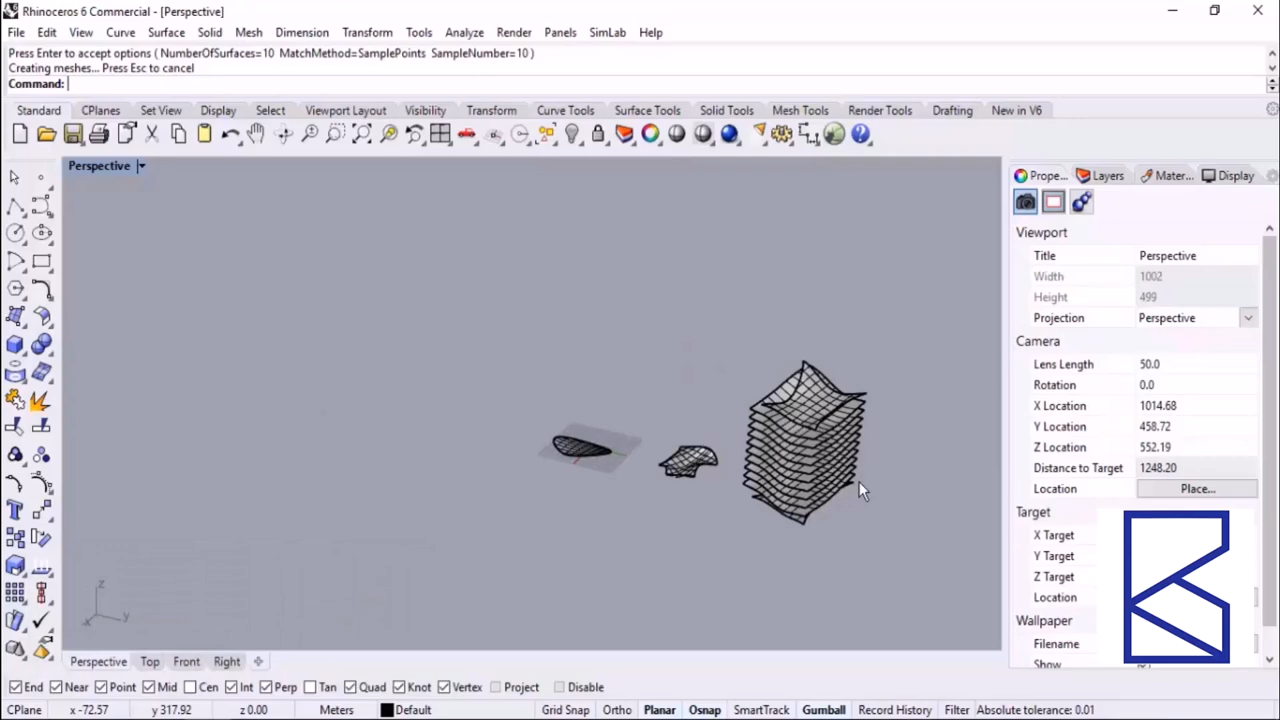 Rhinoceros 6 Commercial - [Perspective]
File Edit View Curve Surface Solid Mesh Dimension Transform Tools Analyze Render Panels SimLab Help
Press Enter to accept options ( NumberOfSurfaces=10 MatchMethod=SamplePoints SampleNumber=10 )
Creating meshes... Press Esc to cancel
Command:
Standard CPlanes Set View Display Select Viewport Layout Visibility Transform Curve Tools Surface Tools Solid Tools Mesh Tools Render Tools Drafting New in V6
Perspective
Prope... Layers Mater... Display
Viewport
Title Perspective
Width 1002
Height 499
Projection Perspective
Camera
Lens Length 50.0
Rotation 0.0
X Location 1014.68
Y Location 458.72
Z Location 552.19
Distance to Target 1248.20
Location Place...
Target
X Target
Y Target
Z Target
Location
Wallpaper
Filename
z
y
x
Perspective Top Front Right
End Near Point Mid Cen Int Perp Tan Quad Knot Vertex Project Disable
CPlane x -72.57 y 317.92 z 0.00 Meters Default Grid Snap Ortho Planar Osnap SmartTrack Gumball Record History Filter Absolute tolerance: 0.01